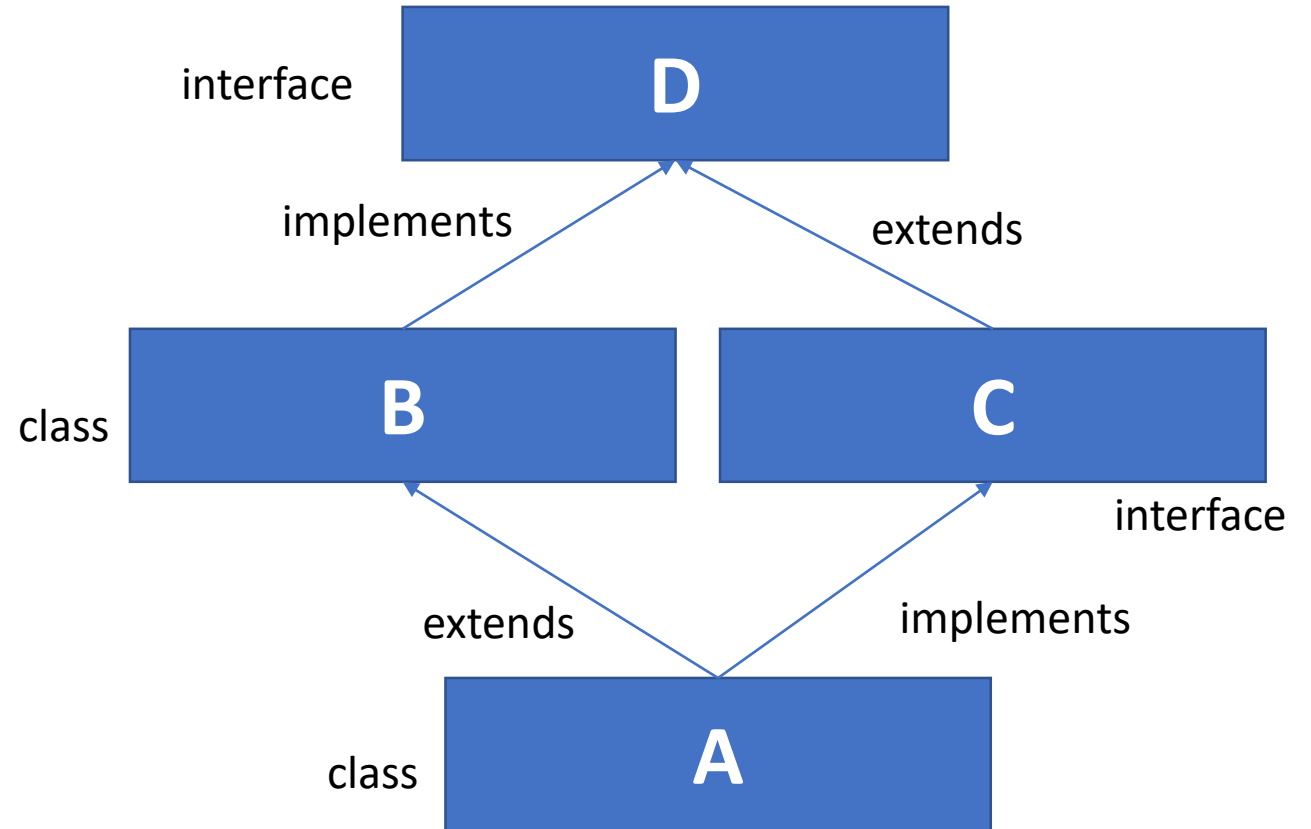 interface
D
implements
extends
class
B
C
interface
extends
implements
class
A